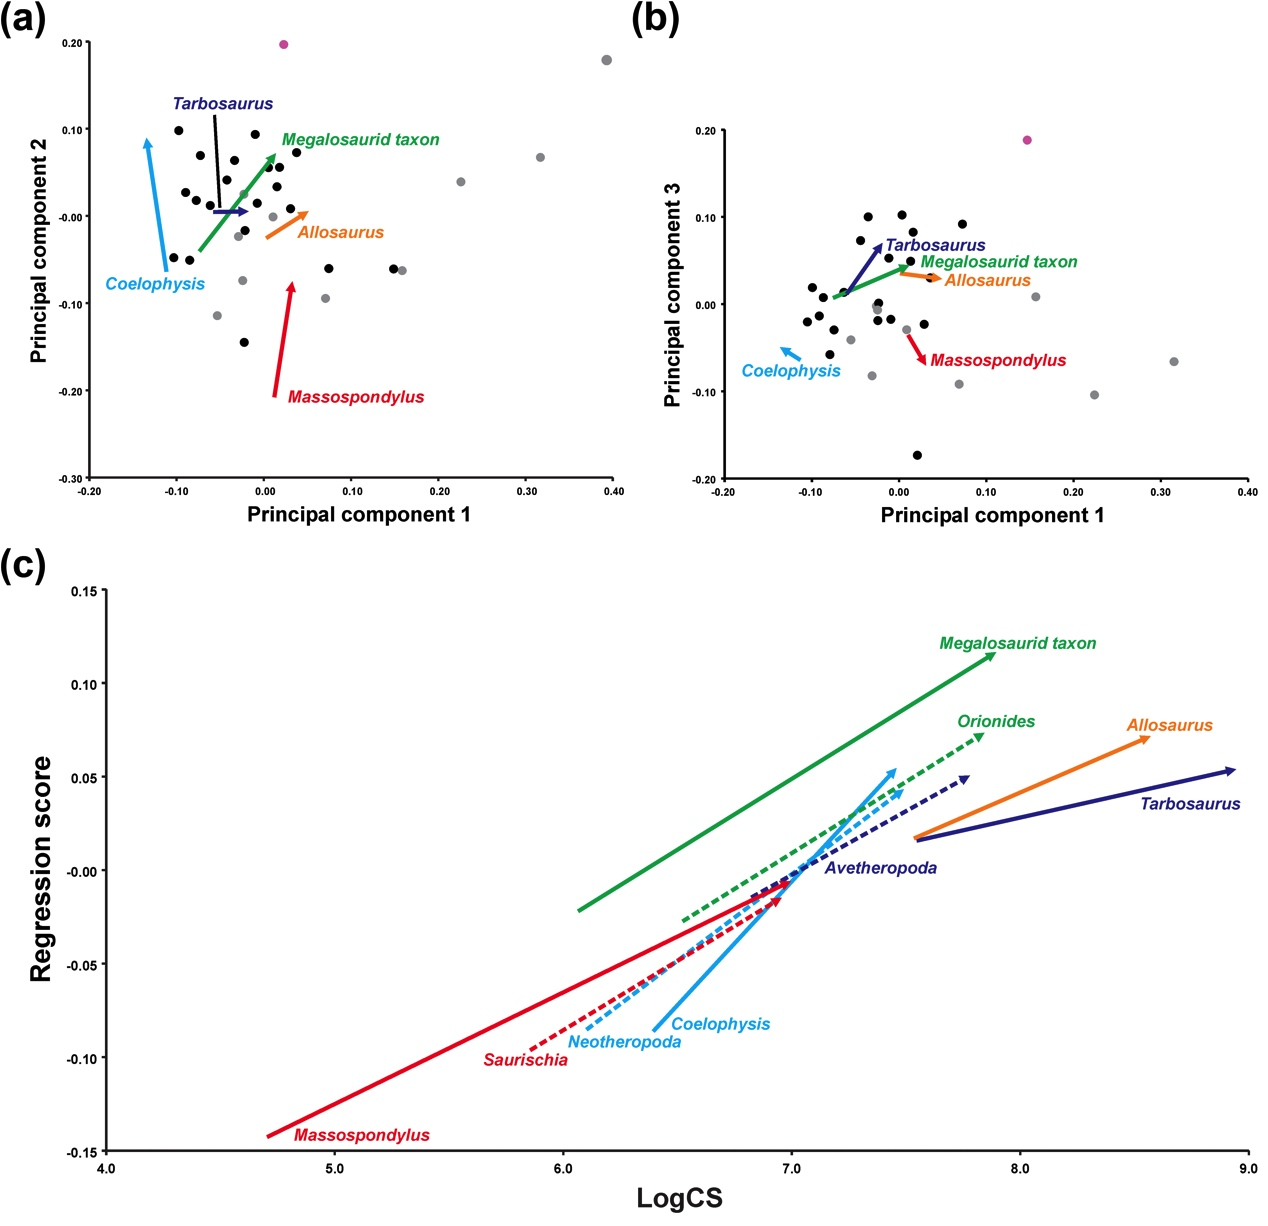 (a)
0.20
0.10
-0.00
-0.10
-0.20
-0.30
Principal component 2
Tarbosaurus
Megalosaurid taxon
Allosaurus
Coelophysis
Massospondylus
-0.20 -0.10 0.00 0.10 0.20 0.30 0.40
Principal component 1
(b)
0.20
0.10
0.00
-0.10
-0.20
Principal component 3
Tarbosaurus
Megalosaurid taxon
Allosaurus
Massospondylus
Coelophysis
-0.20 -0.10 0.00 0.10 0.20 0.30 0.40
Principal component 1
(c)
0.15
0.10
0.05
-0.00
-0.05
-0.10
-0.15
Regression score
Megalosaurid taxon
Orionides
Allosaurus
Tarbosaurus
Avetheropoda
Coelophysis
Neotheropoda
Saurischia
Massospondylus
4.0 5.0 6.0 7.0 8.0 9.0
LogCS